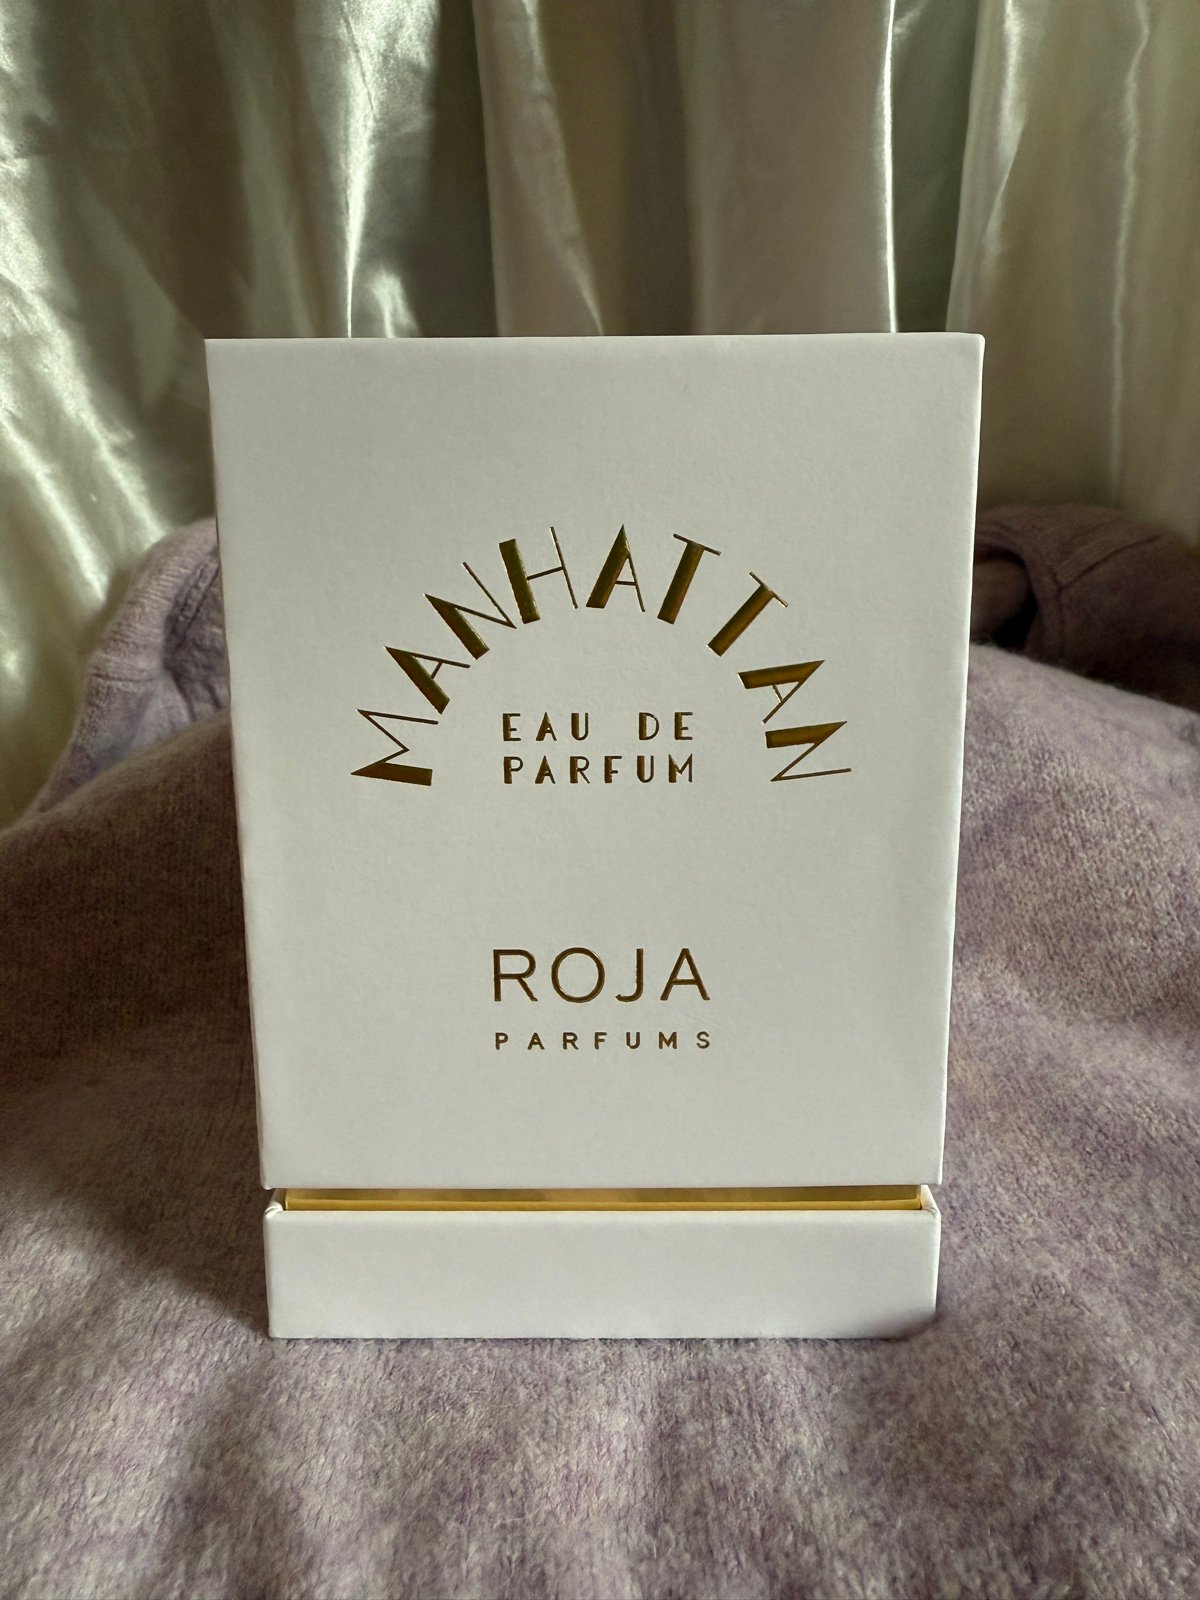 MANHATTAN
EAU DE
PARFUM
ROJA
PARFUMS